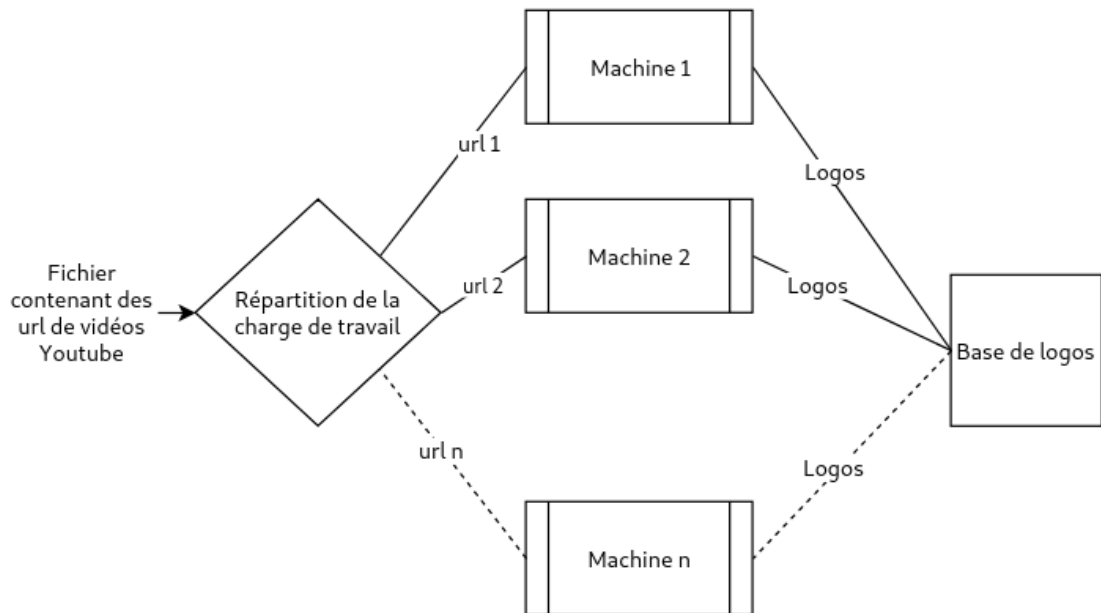 Machine 1
url 1
Logos
Fichier
contenant des
url de vidéos
Youtube
Répartition de la
charge de travail
url 2
Machine 2
Logos
Base de logos
url n
Logos
Machine n